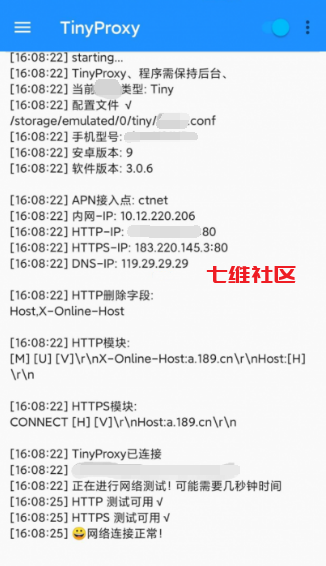 TinyProxy
[16:08:22] starting...
[16:08:22] TinyProxy、程序需保持后台、
[16:08:22] 当前 类型: Tiny
[16:08:22] 配置文件 √
/storage/emulated/0/tiny/ .conf
[16:08:22] 手机型号:
[16:08:22] 安卓版本: 9
[16:08:22] 软件版本: 3.0.6
[16:08:22] APN接入点: ctnet
[16:08:22] 内网-IP: 10.12.220.206
[16:08:22] HTTP-IP: .80
[16:08:22] HTTPS-IP: 183.220.145.3:80
[16:08:22] DNS-IP: 119.29.29.29
七维社区
[16:08:22] HTTP删除字段:
Host,X-Online-Host
[16:08:22] HTTP模块:
[M] [U] [V]\r\nX-Online-Host:a.189.cn\r\nHost:[H]
\r\n
[16:08:22] HTTPS模块:
CONNECT [H] [V]\r\nHost:a.189.cn\r\n
[16:08:22] TinyProxy已连接
[16:08:22]
[16:08:22] 正在进行网络测试! 可能需要几秒钟时间
[16:08:25] HTTP 测试可用√
[16:08:25] HTTPS 测试可用√
[16:08:25] 😀网络连接正常!